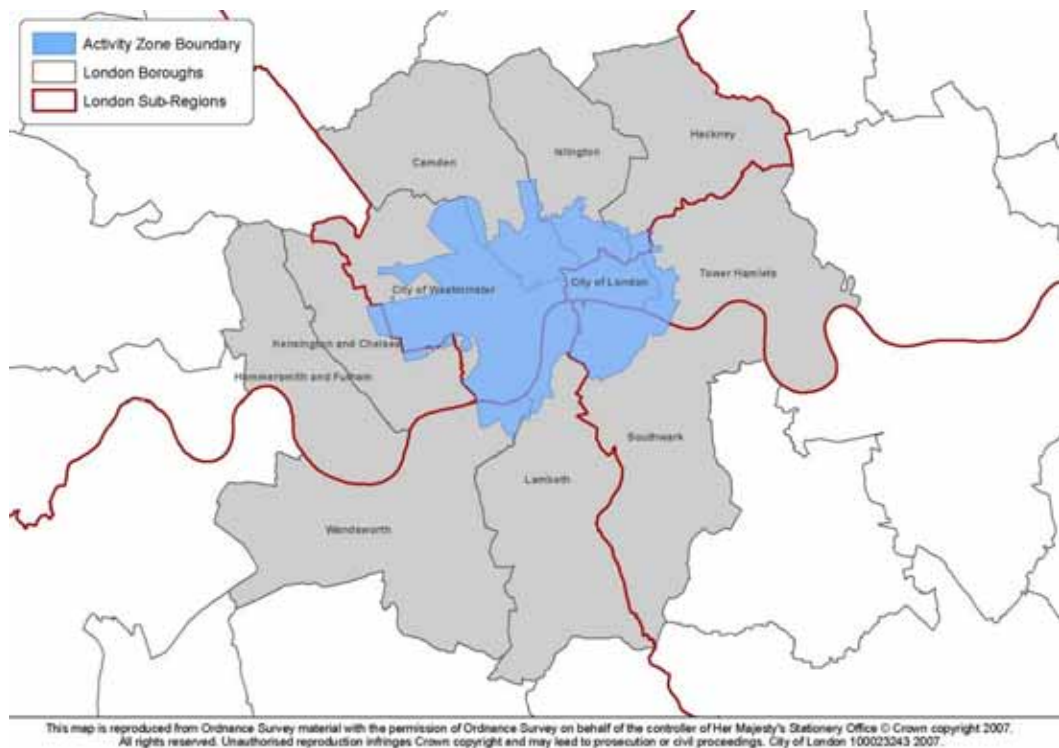 Activity Zone Boundary
London Boroughs
London Sub-Regions
Hackney
Islington
Camden
Tower Hamlets
City of London
City of Westminster
Kensington and Chelsea
Hammersmith and Fulham
Southwark
Lambeth
Wandsworth
This map is reproduced from Ordnance Survey material with the permission of Ordnance Survey on behalf of the controller of Her Majesty's Stationery Office © Crown copyright 2007.
All rights reserved. Unauthorised reproduction infringes Crown copyright and may lead to prosecution or civil proceedings. City of London 100023243 2007.